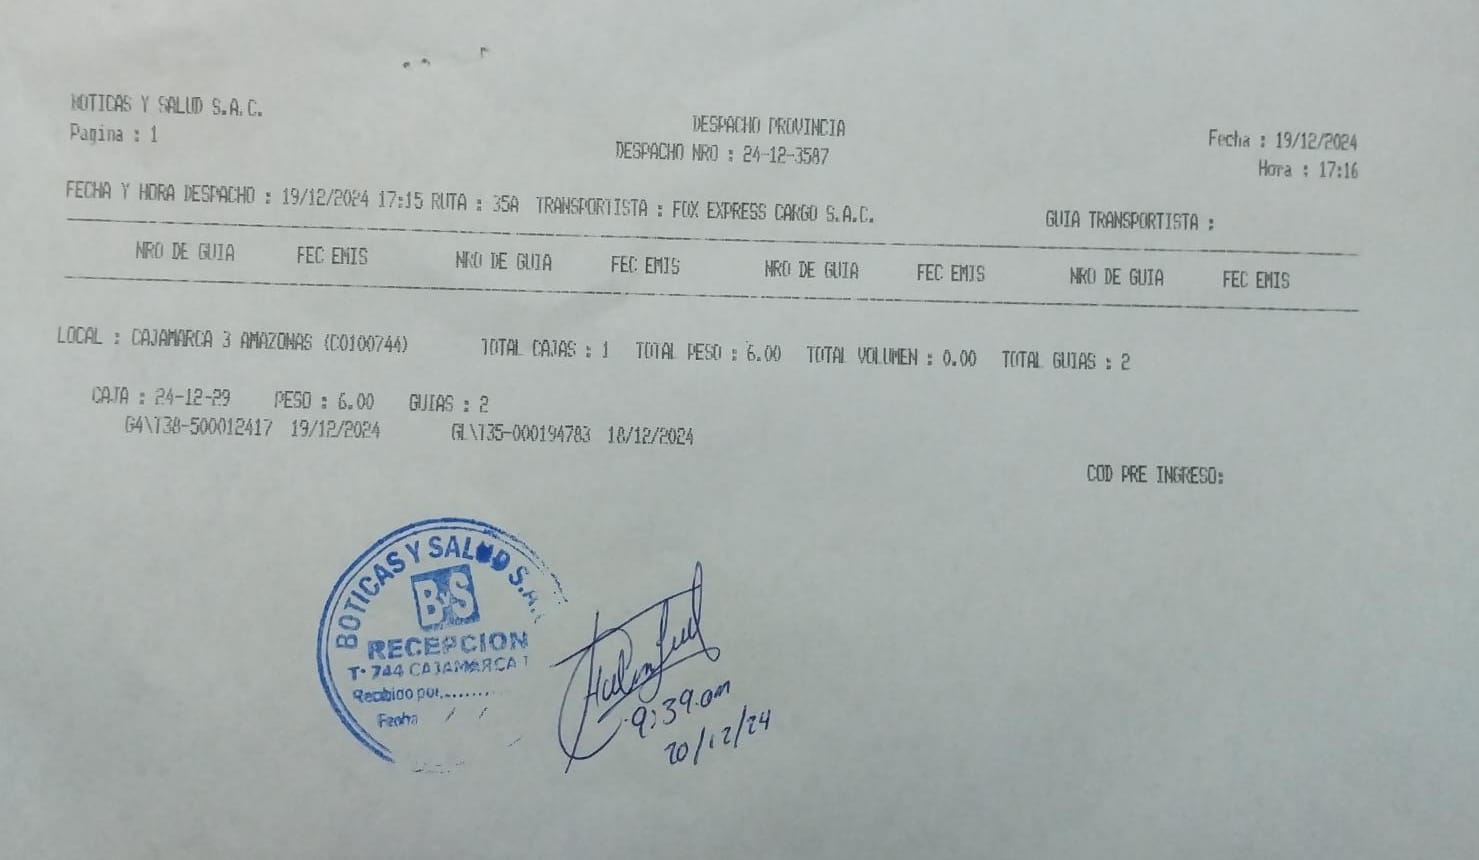 BOTICAS Y SALUD S.A.C.
Pagina : 1
DESPACHO PROVINCIA
DESPACHO NRO : 24-12-3587
Fecha : 19/12/2024
Hora : 17:16
FECHA Y HORA DESPACHO : 19/12/2024 17:15 RUTA : 35A TRANSPORTISTA : FOX EXPRESS CARGO S.A.C. GUIA TRANSPORTISTA :
NRO DE GUIA FEC EMIS NRO DE GUIA FEC EMIS NRO DE GUIA FEC EMIS NRO DE GUIA FEC EMIS
LOCAL : CAJAMARCA 3 AMAZONAS (C0100744) TOTAL CAJAS : 1 TOTAL PESO : 6.00 TOTAL VOLUMEN : 0.00 TOTAL GUIAS : 2
CAJA : 24-12-29 PESO : 6.00 GUIAS : 2
G4\T38-500012417 19/12/2024 GL\T35-000194783 18/12/2024
COD PRE INGRESO:
BOTICAS Y SALUD S.A.
B S
RECEPCION
T- 744 CAJAMARCA
Recibido por.........
Fecha / /
9:39 am
20/12/24